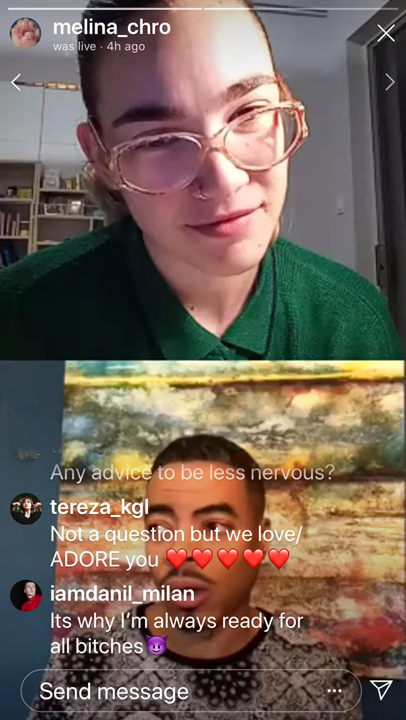 melina_chro
was live · 4h ago
Any advice to be less nervous?
tereza_kgl
Not a question but we love/
ADORE you ❤️❤️❤️❤️❤️
iamdanil_milan
Its why I'm always ready for
all bitches😈
Send message